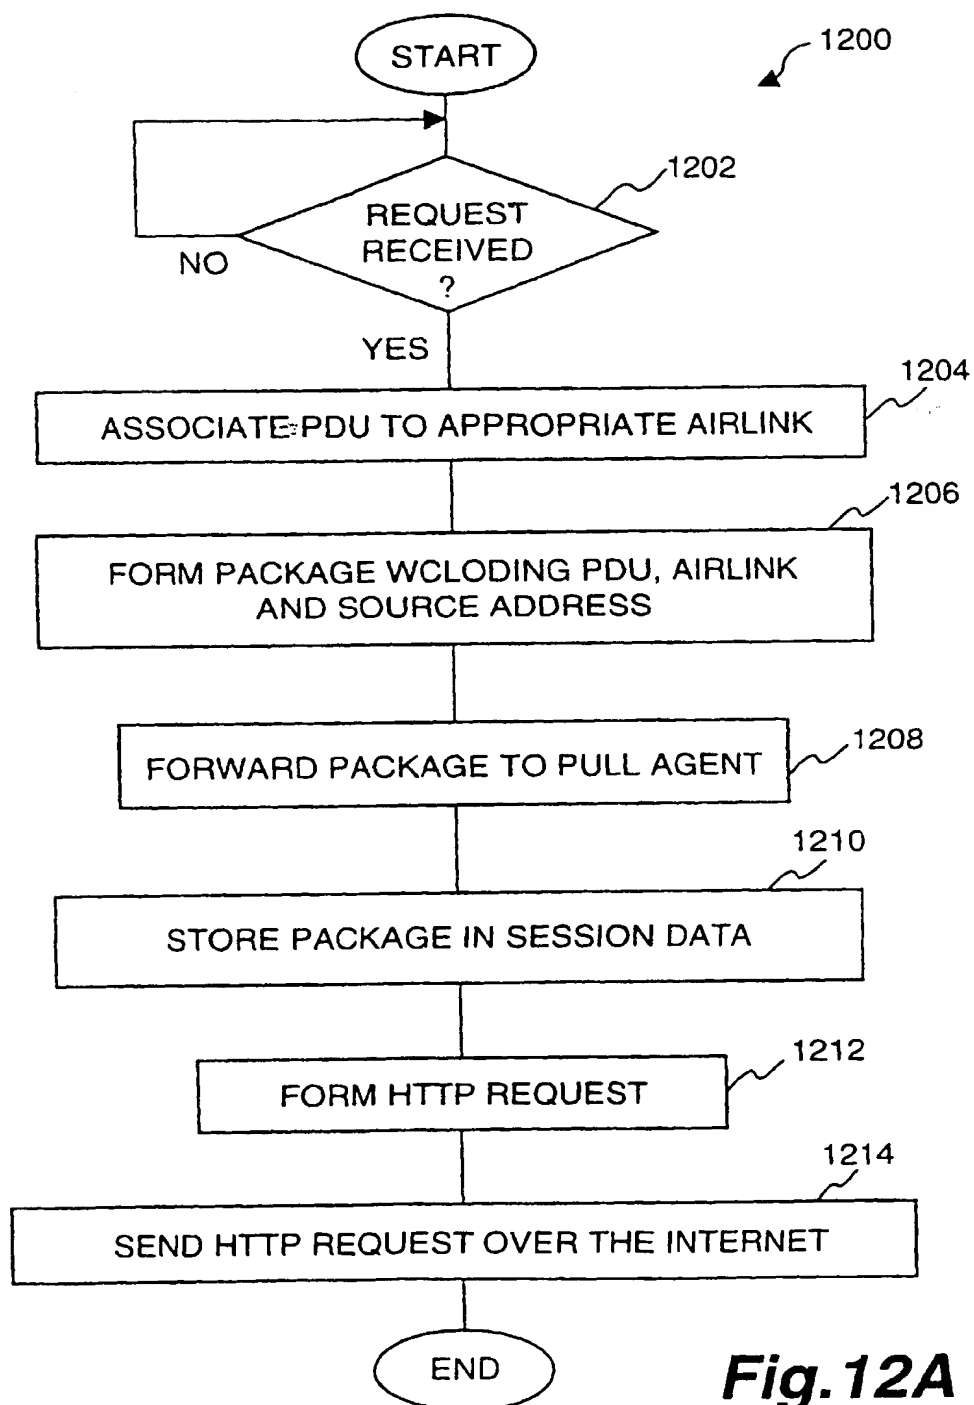 START
1200
1202
REQUEST
RECEIVED
?
NO
YES
1204
ASSOCIATE PDU TO APPROPRIATE AIRLINK
1206
FORM PACKAGE WCLODING PDU, AIRLINK
AND SOURCE ADDRESS
1208
FORWARD PACKAGE TO PULL AGENT
1210
STORE PACKAGE IN SESSION DATA
1212
FORM HTTP REQUEST
1214
SEND HTTP REQUEST OVER THE INTERNET
END
Fig.12A